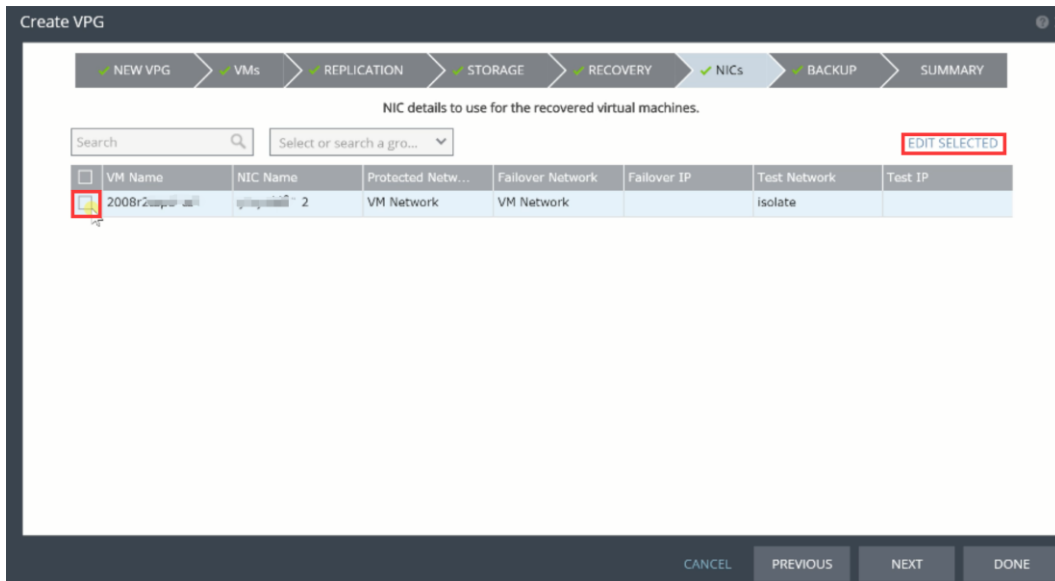 Create VPG
NEW VPG VMs REPLICATION STORAGE RECOVERY NICs BACKUP SUMMARY
NIC details to use for the recovered virtual machines.
Search Select or search a gro... EDIT SELECTED
VM Name NIC Name Protected Netw... Failover Network Failover IP Test Network Test IP
2 VM Network VM Network isolate
CANCEL PREVIOUS NEXT DONE